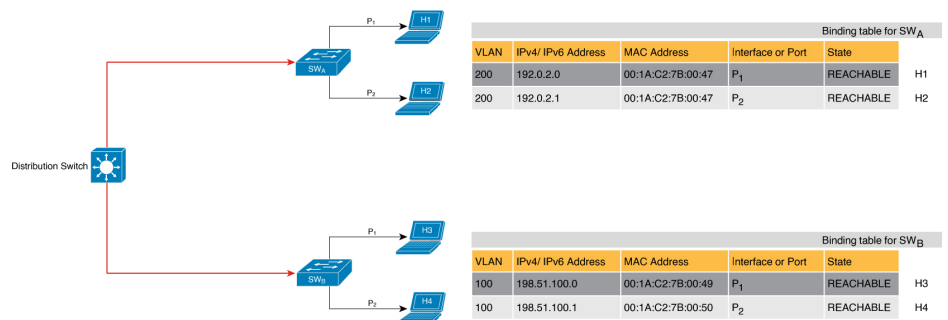 P1
H1
SWA
P2
H2
Distribution Switch
P1
H3
SWB
P2
H4
Binding table for SWA
VLAN IPv4/ IPv6 Address MAC Address Interface or Port State
200 192.0.2.0 00:1A:C2:7B:00:47 P1 REACHABLE H1
200 192.0.2.1 00:1A:C2:7B:00:47 P2 REACHABLE H2
Binding table for SWB
VLAN IPv4/ IPv6 Address MAC Address Interface or Port State
100 198.51.100.0 00:1A:C2:7B:00:49 P1 REACHABLE H3
100 198.51.100.1 00:1A:C2:7B:00:50 P2 REACHABLE H4